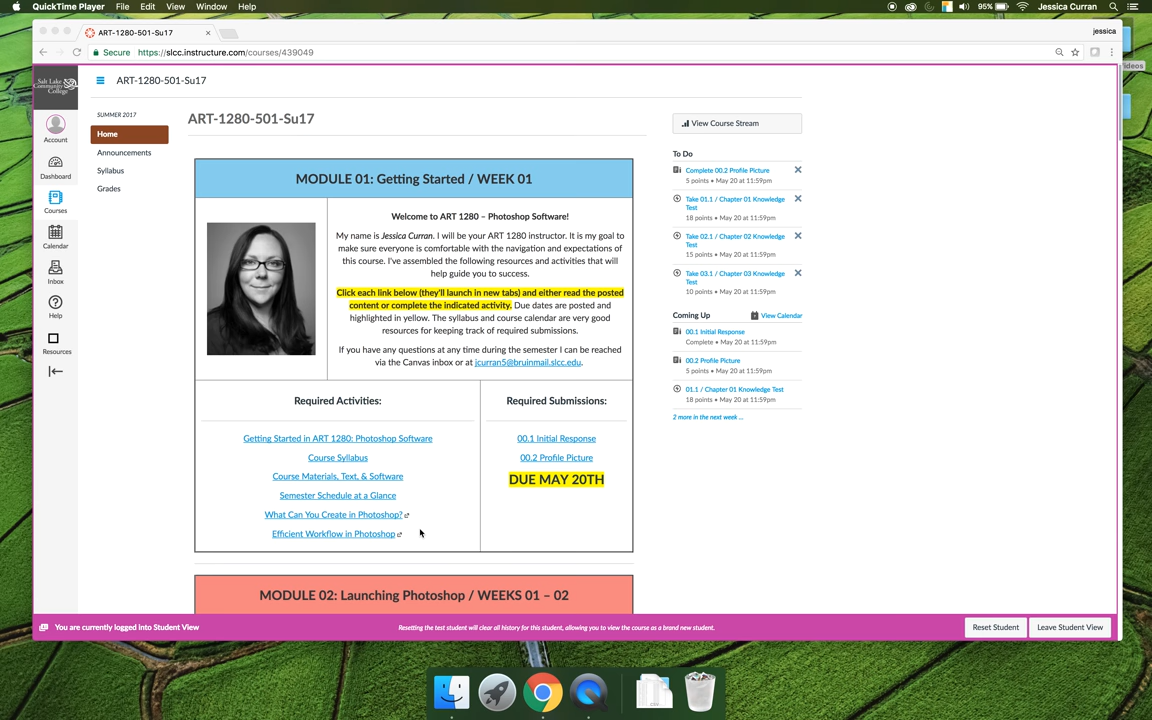 QuickTime Player File Edit View Window Help
95% Jessica Curran
ART-1280-501-Su17
jessica
Secure https://slcc.instructure.com/courses/439049
Videos
Salt Lake
Community
College
ART-1280-501-Su17
Account
Dashboard
Courses
Calendar
Inbox
Help
Resources
SUMMER 2017
Home
Announcements
Syllabus
Grades
ART-1280-501-Su17
MODULE 01: Getting Started / WEEK 01
Welcome to ART 1280 – Photoshop Software!
My name is Jessica Curran. I will be your ART 1280 instructor. It is my goal to
make sure everyone is comfortable with the navigation and expectations of
this course. I've assembled the following resources and activities that will
help guide you to success.
Click each link below (they'll launch in new tabs) and either read the posted
content or complete the indicated activity. Due dates are posted and
highlighted in yellow. The syllabus and course calendar are very good
resources for keeping track of required submissions.
If you have any questions at any time during the semester I can be reached
via the Canvas inbox or at jcurran5@bruinmail.slcc.edu.
Required Activities:
Getting Started in ART 1280: Photoshop Software
Course Syllabus
Course Materials, Text, & Software
Semester Schedule at a Glance
What Can You Create in Photoshop?
Efficient Workflow in Photoshop
Required Submissions:
00.1 Initial Response
00.2 Profile Picture
DUE MAY 20TH
MODULE 02: Launching Photoshop / WEEKS 01 – 02
View Course Stream
To Do
Complete 00.2 Profile Picture
5 points • May 20 at 11:59pm
Take 01.1 / Chapter 01 Knowledge
Test
18 points • May 20 at 11:59pm
Take 02.1 / Chapter 02 Knowledge
Test
15 points • May 20 at 11:59pm
Take 03.1 / Chapter 03 Knowledge
Test
10 points • May 20 at 11:59pm
Coming Up View Calendar
00.1 Initial Response
Complete • May 20 at 11:59pm
00.2 Profile Picture
5 points • May 20 at 11:59pm
01.1 / Chapter 01 Knowledge Test
18 points • May 20 at 11:59pm
2 more in the next week ...
You are currently logged into Student View
Resetting the test student will clear all history for this student, allowing you to view the course as a brand new student.
Reset Student
Leave Student View